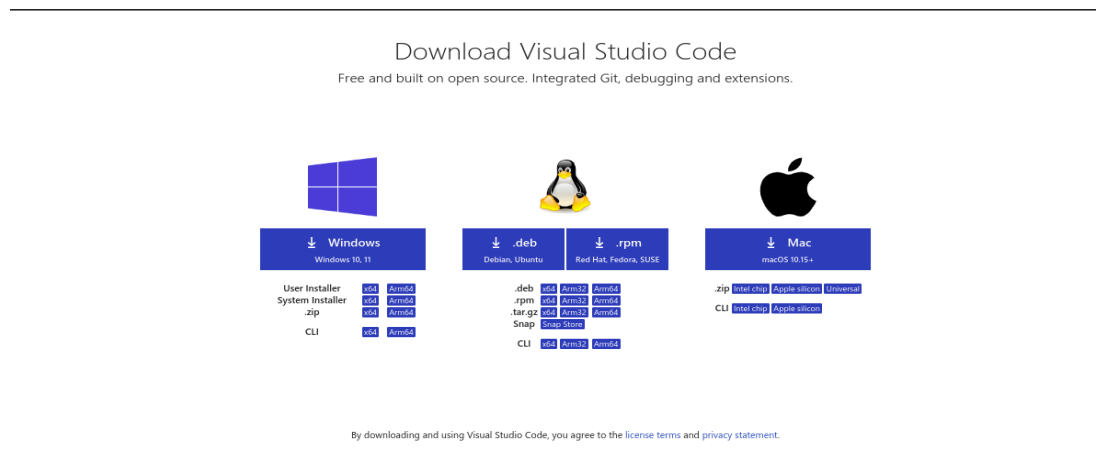 Download Visual Studio Code
Free and built on open source. Integrated Git, debugging and extensions.
Windows
Windows 10, 11
User Installer x64 Arm64
System Installer x64 Arm64
.zip x64 Arm64
CLI x64 Arm64
.deb
Debian, Ubuntu
.rpm
Red Hat, Fedora, SUSE
.deb x64 Arm32 Arm64
.rpm x64 Arm32 Arm64
.tar.gz x64 Arm32 Arm64
Snap Snap Store
CLI x64 Arm32 Arm64
Mac
macOS 10.15+
.zip Intel chip Apple silicon Universal
CLI Intel chip Apple silicon
By downloading and using Visual Studio Code, you agree to the license terms and privacy statement.